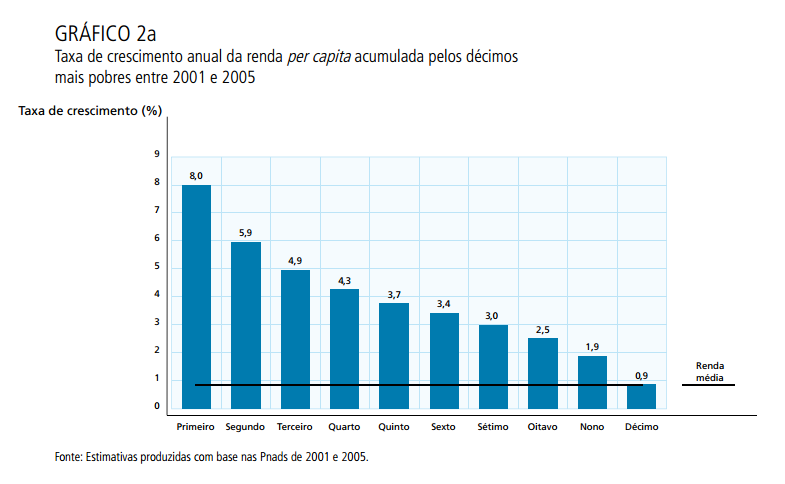 GRÁFICO 2a
Taxa de crescimento anual da renda per capita acumulada pelos décimos
mais pobres entre 2001 e 2005
Taxa de crescimento (%)
9
8
7
6
5
4
3
2
1
0
8,0
5,9
4,9
4,3
3,7
3,4
3,0
2,5
1,9
0,9
Renda
média
Primeiro Segundo Terceiro Quarto Quinto Sexto Sétimo Oitavo Nono Décimo
Fonte: Estimativas produzidas com base nas Pnads de 2001 e 2005.